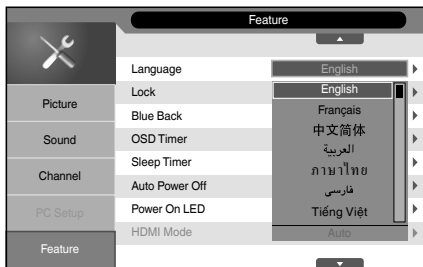 Feature
Language English
Lock English
Français
Blue Back
中文简体
OSD Timer
العربية
Sleep Timer
ภาษาไทย
Auto Power Off
فارسى
Power On LED Tiếng Việt
HDMI Mode Auto
Picture
Sound
Channel
PC Setup
Feature